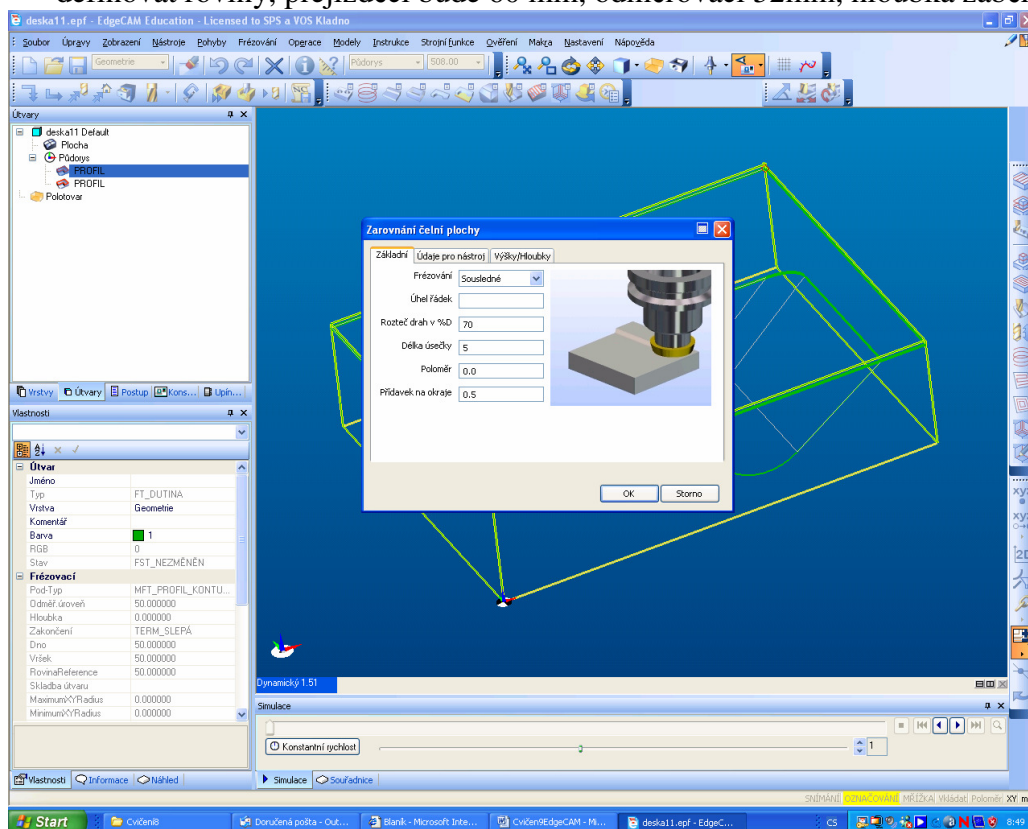 deska11.epf - EdgeCAM Education - Licensed to SPS a VOS Kladno
Soubor Úpravy Zobrazení Nástroje Pohyby Frézování Operace Modely Instrukce Strojní funkce Ověření Makra Nastavení Nápověda
Geometrie Půdorys 508.00
Útvary
deska11 Default
Plocha
Půdorys
PROFIL
PROFIL
Polotovar
Vrstvy Útvary Postup Kons... Upín...
Vlastnosti
Útvar
Jméno
Typ FT_DUTINA
Vrstva Geometrie
Komentář
Barva 1
RGB 0
Stav FST_NEZMĚNĚN
Frézovací
Pod-Typ MFT_PROFIL_KONTU...
Odměř.úroveň 50.000000
Hloubka 0.000000
Zakončení TERM_SLEPÁ
Dno 50.000000
Vršek 50.000000
RovinaReference 50.000000
Skladba útvaru
MaximumXYRadius 0.000000
MinimumXYRadius 0.000000
Vlastnosti Informace Náhled
Zarovnání čelní plochy
Základní Údaje pro nástroj Výšky/Hloubky
Frézování Sousledné
Úhel řádek
Rozteč drah v %D 70
Délka úsečky 5
Poloměr 0.0
Přídavek na okraje 0.5
OK Storno
Dynamický 1.51
Simulace
Konstantní rychlost 1
Simulace Souřadnice
SNÍMÁNÍ OZNAČOVÁNÍ MŘÍŽKA Vkládat Poloměr XY m
Start Cvičení8 Doručená pošta - Out... Blaník - Microsoft Inte... Cvičen9EdgeCAM - Mi... deska11.epf - EdgeC... CS 8:49